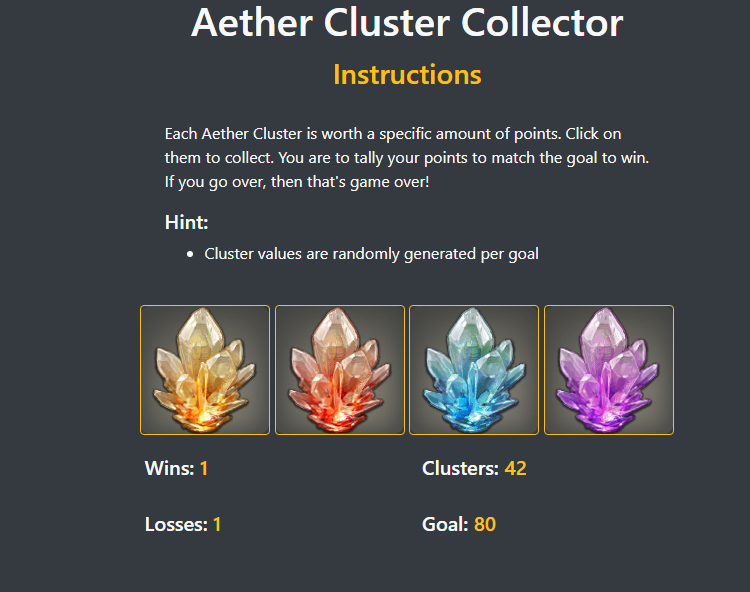 Aether Cluster Collector
Instructions
Each Aether Cluster is worth a specific amount of points. Click on
them to collect. You are to tally your points to match the goal to win.
If you go over, then that's game over!
Hint:
• Cluster values are randomly generated per goal
Wins: 1
Clusters: 42
Losses: 1
Goal: 80